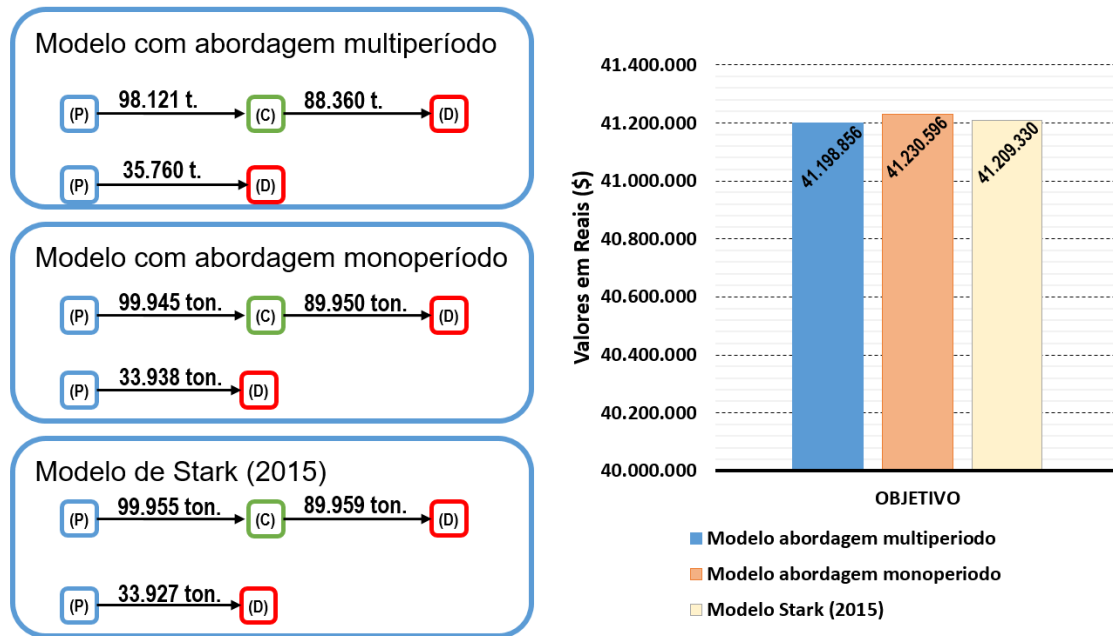 Modelo com abordagem multiperíodo
98.121 t.
88.360 t.
(P)
(C)
(D)
35.760 t.
(P)
(D)
Modelo com abordagem monoperíodo
99.945 ton.
89.950 ton.
(P)
(C)
(D)
33.938 ton.
(P)
(D)
Modelo de Stark (2015)
99.955 ton.
89.959 ton.
(P)
(C)
(D)
33.927 ton.
(P)
(D)
Valores em Reais ($)
41.400.000
41.200.000
41.000.000
40.800.000
40.600.000
40.400.000
40.200.000
40.000.000
41.198.856
41.230.596
41.209.330
OBJETIVO
Modelo abordagem multiperiodo
Modelo abordagem monoperiodo
Modelo Stark (2015)